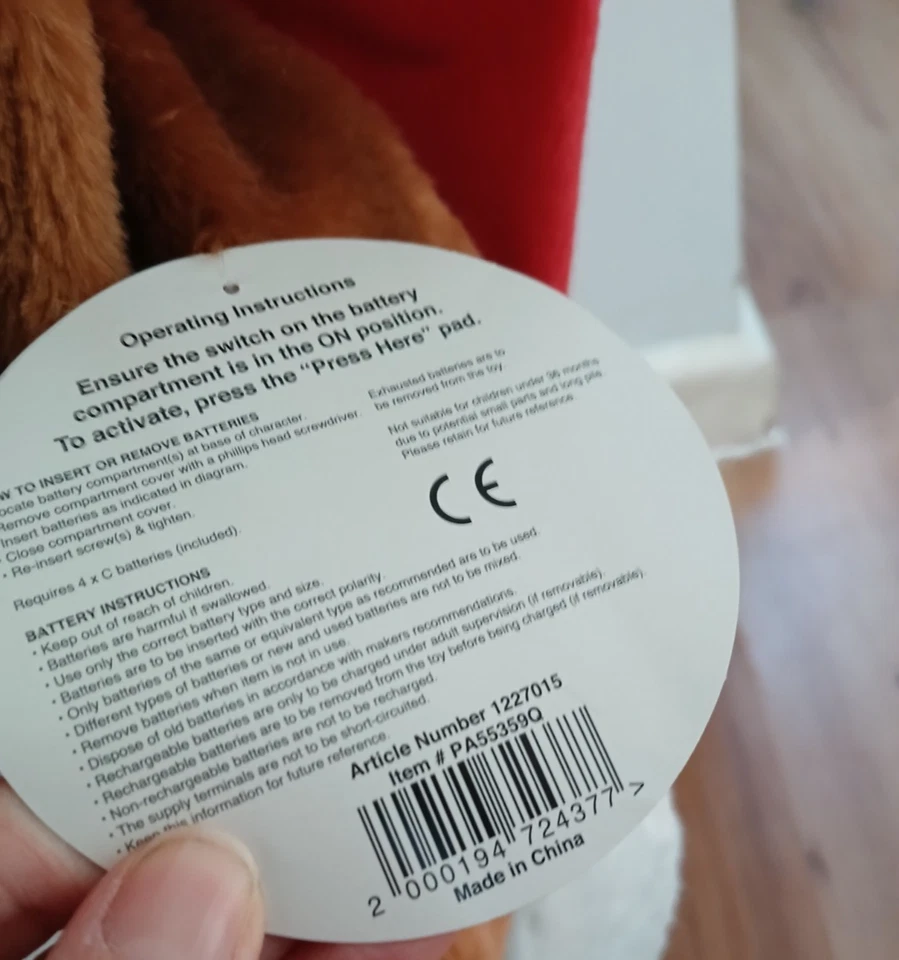 Operating Instructions
Ensure the switch on the battery
compartment is in the ON position.
To activate, press the "Press Here" pad.
W TO INSERT OR REMOVE BATTERIES
ocate battery compartment(s) at base of character.
Remove compartment cover with a phillips head screwdriver.
Insert batteries as indicated in diagram.
· Close compartment cover.
· Re-insert screw(s) & tighten.
Requires 4 x C batteries (included).
Exhausted batteries are to
be removed from the toy.
Not suitable for children under 36 months
due to potential small parts and long pile.
Please retain for future reference.
CE
BATTERY INSTRUCTIONS
· Keep out of reach of children.
· Batteries are harmful if swallowed.
· Use only the correct battery type and size.
· Batteries are to be inserted with the correct polarity.
· Only batteries of the same or equivalent type as recommended are to be used.
· Different types of batteries or new and used batteries are not to be mixed.
· Remove batteries when item is not in use.
· Dispose of old batteries in accordance with makers recommendations.
· Rechargeable batteries are only to be charged under adult supervision (if removable).
· Rechargeable batteries are to be removed from the toy before being charged (if removable).
· Non-rechargeable batteries are not to be recharged.
· The supply terminals are not to be short-circuited.
· Keep this information for future reference.
Article Number 1227015
Item # PA55359Q
2 000194 724377 >
Made in China